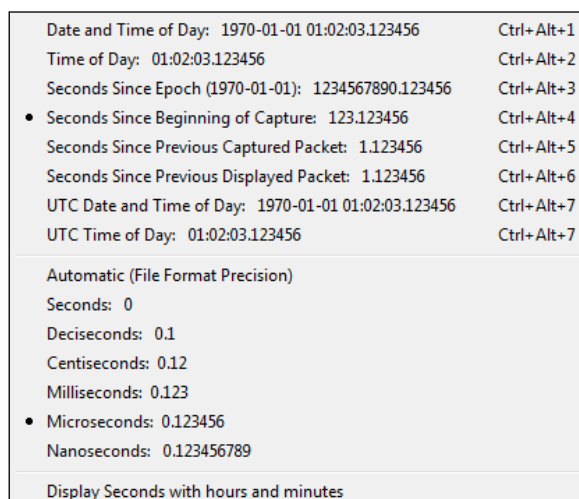 Date and Time of Day: 1970-01-01 01:02:03.123456 Ctrl+Alt+1
Time of Day: 01:02:03.123456 Ctrl+Alt+2
Seconds Since Epoch (1970-01-01): 1234567890.123456 Ctrl+Alt+3
Seconds Since Beginning of Capture: 123.123456 Ctrl+Alt+4
Seconds Since Previous Captured Packet: 1.123456 Ctrl+Alt+5
Seconds Since Previous Displayed Packet: 1.123456 Ctrl+Alt+6
UTC Date and Time of Day: 1970-01-01 01:02:03.123456 Ctrl+Alt+7
UTC Time of Day: 01:02:03.123456 Ctrl+Alt+7
Automatic (File Format Precision)
Seconds: 0
Deciseconds: 0.1
Centiseconds: 0.12
Milliseconds: 0.123
Microseconds: 0.123456
Nanoseconds: 0.123456789
Display Seconds with hours and minutes